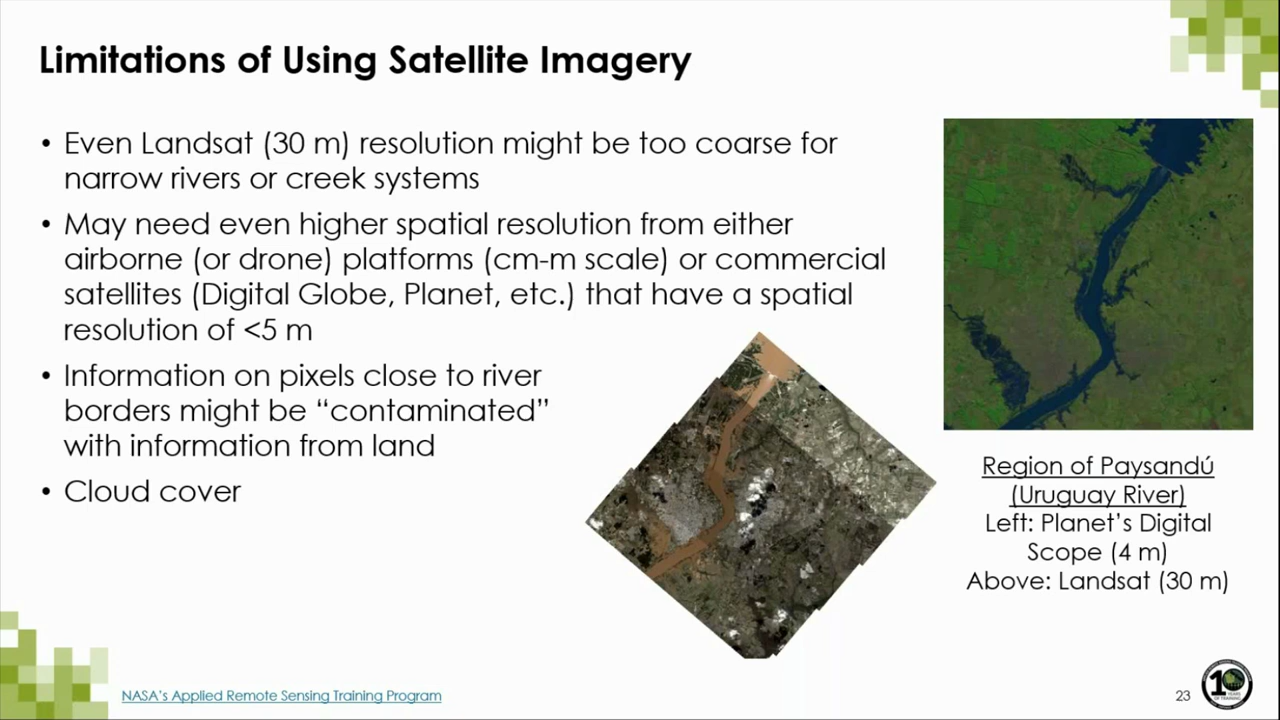 Limitations of Using Satellite Imagery
• Even Landsat (30 m) resolution might be too coarse for
narrow rivers or creek systems
• May need even higher spatial resolution from either
airborne (or drone) platforms (cm-m scale) or commercial
satellites (Digital Globe, Planet, etc.) that have a spatial
resolution of <5 m
• Information on pixels close to river
borders might be “contaminated”
with information from land
• Cloud cover
Region of Paysandú
(Uruguay River)
Left: Planet’s Digital
Scope (4 m)
Above: Landsat (30 m)
NASA’s Applied Remote Sensing Training Program
23
10
YEARS
OF TRAINING